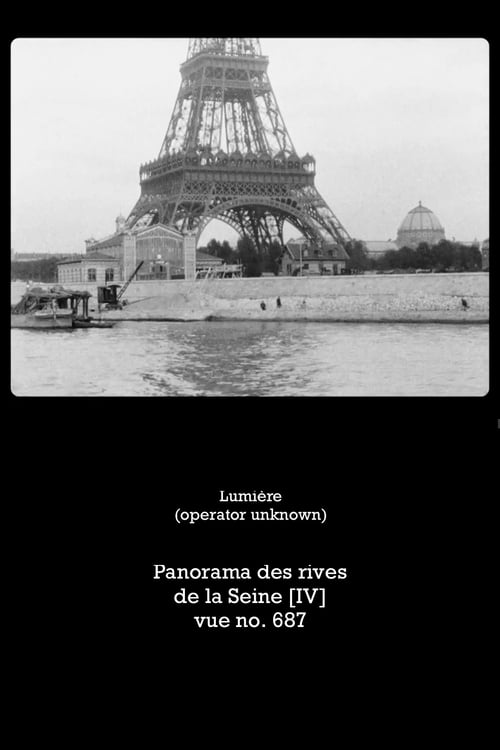 Lumière
(operator unknown)
Panorama des rives
de la Seine [IV]
vue no. 687